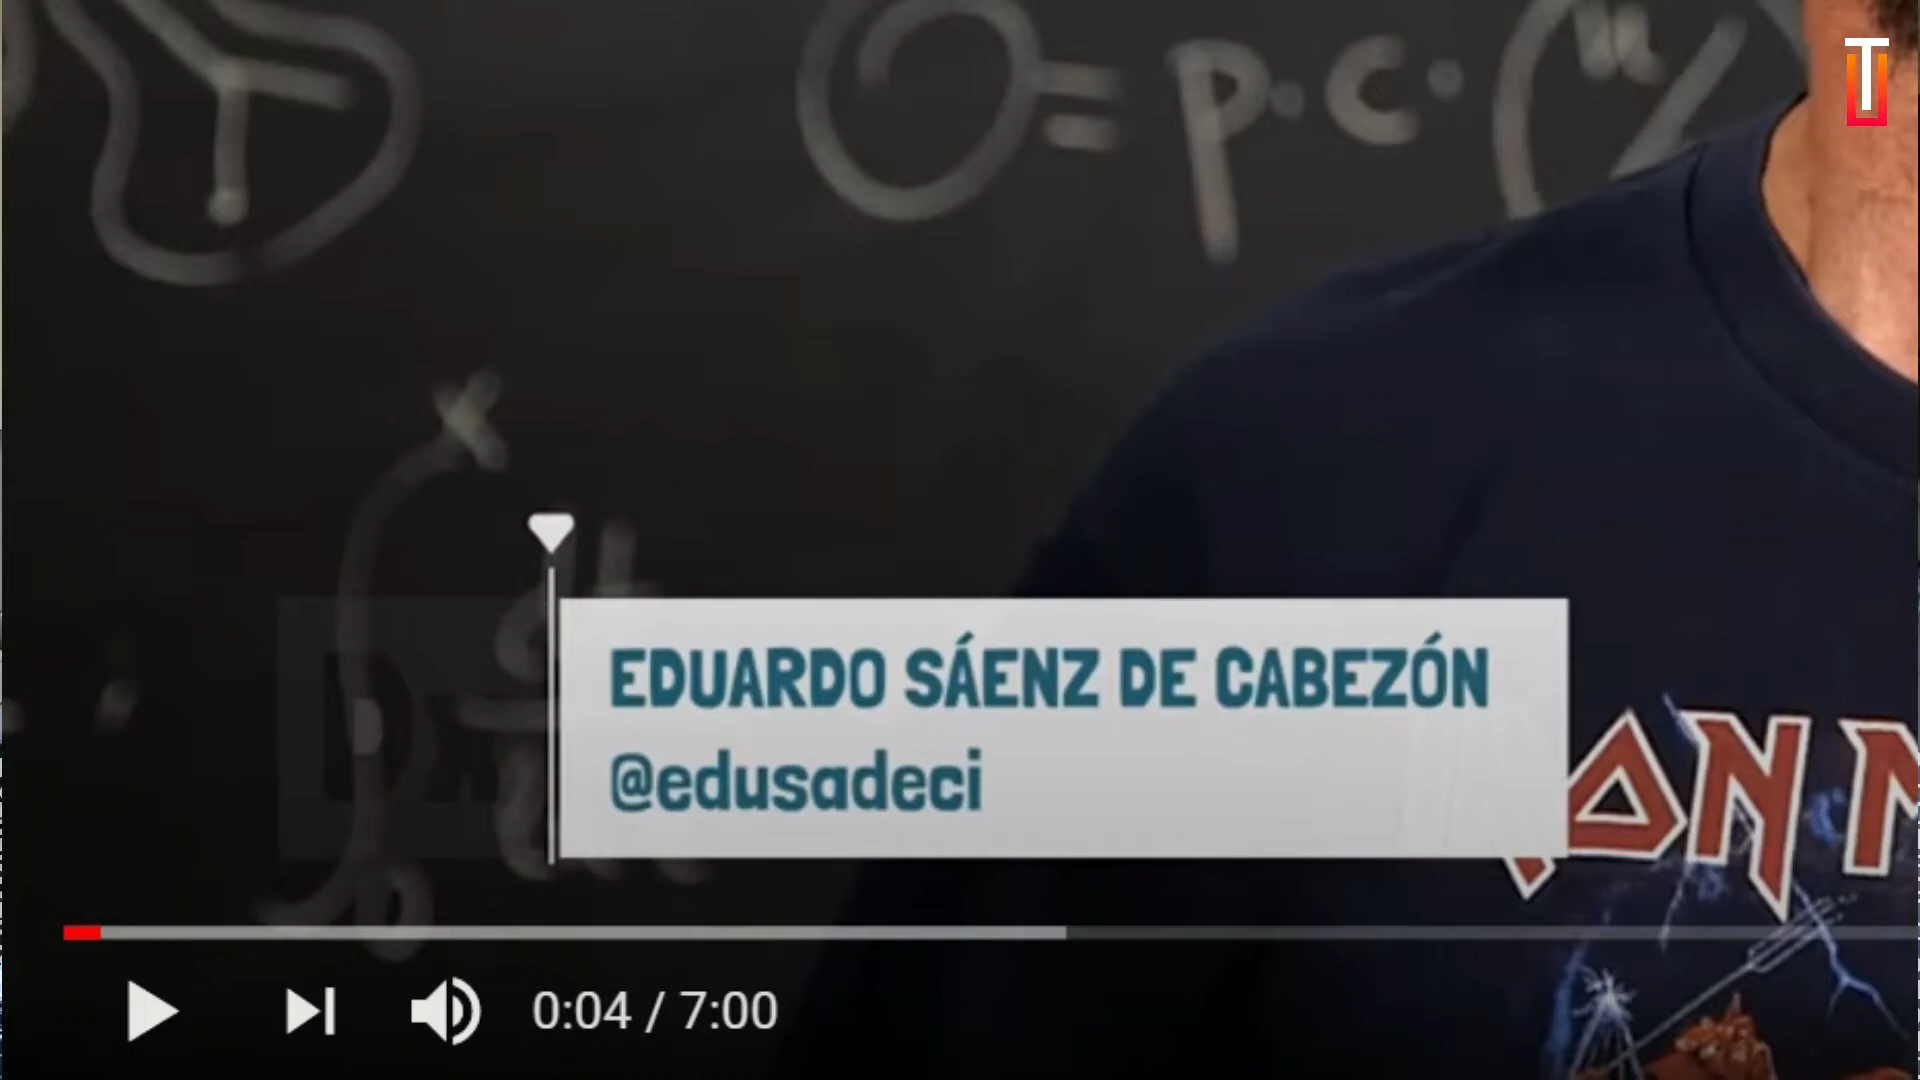 = p.c.
EDUARDO SÁENZ DE CABEZÓN
@edusadeci
0:04 / 7:00